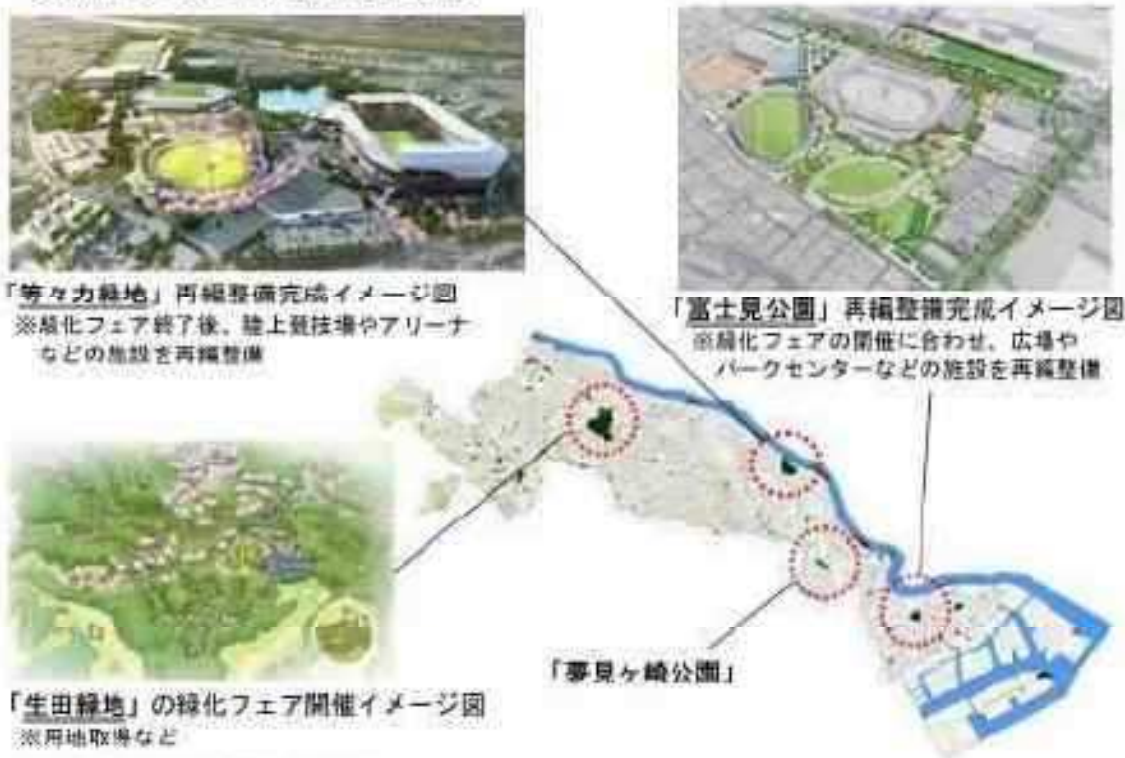 「等々力緑地」再編整備完成イメージ図
※緑化フェア終了後、陸上競技場やアリーナ
などの施設を再編整備
「富士見公園」再編整備完成イメージ図
※緑化フェアの開催に合わせ、広場や
パークセンターなどの施設を再編整備
「夢見ヶ崎公園」
「生田緑地」の緑化フェア開催イメージ図
※用地取得など